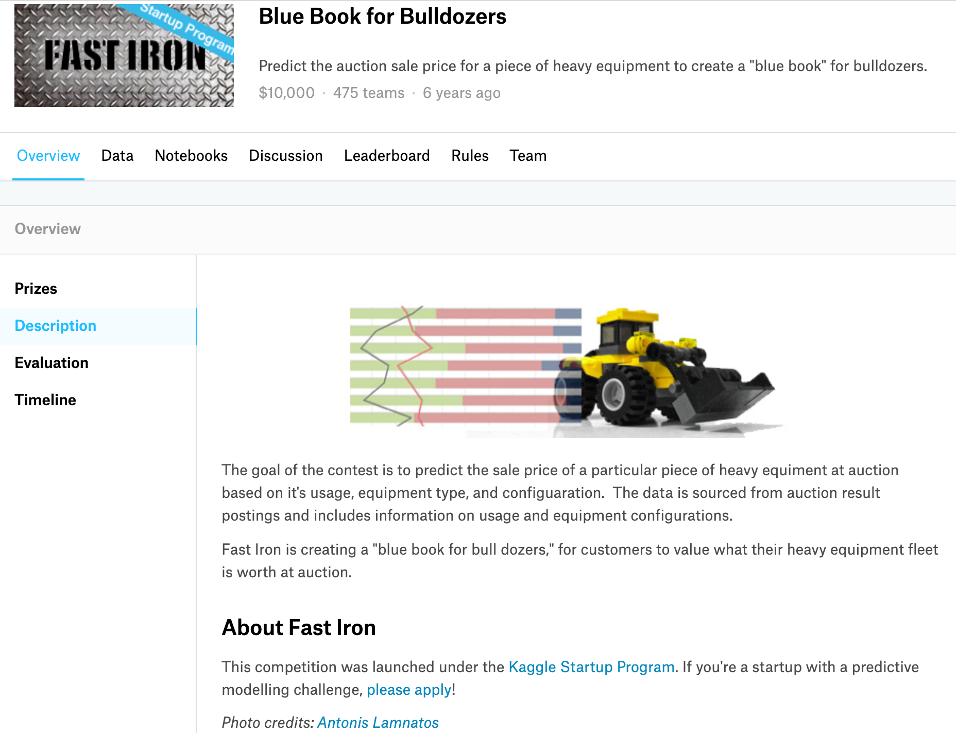 Startup Program
FAST IRON
Blue Book for Bulldozers
Predict the auction sale price for a piece of heavy equipment to create a "blue book" for bulldozers.
$10,000 · 475 teams · 6 years ago
Overview Data Notebooks Discussion Leaderboard Rules Team
Overview
Prizes
Description
Evaluation
Timeline
The goal of the contest is to predict the sale price of a particular piece of heavy equiment at auction
based on it's usage, equipment type, and configuaration. The data is sourced from auction result
postings and includes information on usage and equipment configurations.
Fast Iron is creating a "blue book for bull dozers," for customers to value what their heavy equipment fleet
is worth at auction.
About Fast Iron
This competition was launched under the Kaggle Startup Program. If you're a startup with a predictive
modelling challenge, please apply!
Photo credits: Antonis Lamnatos